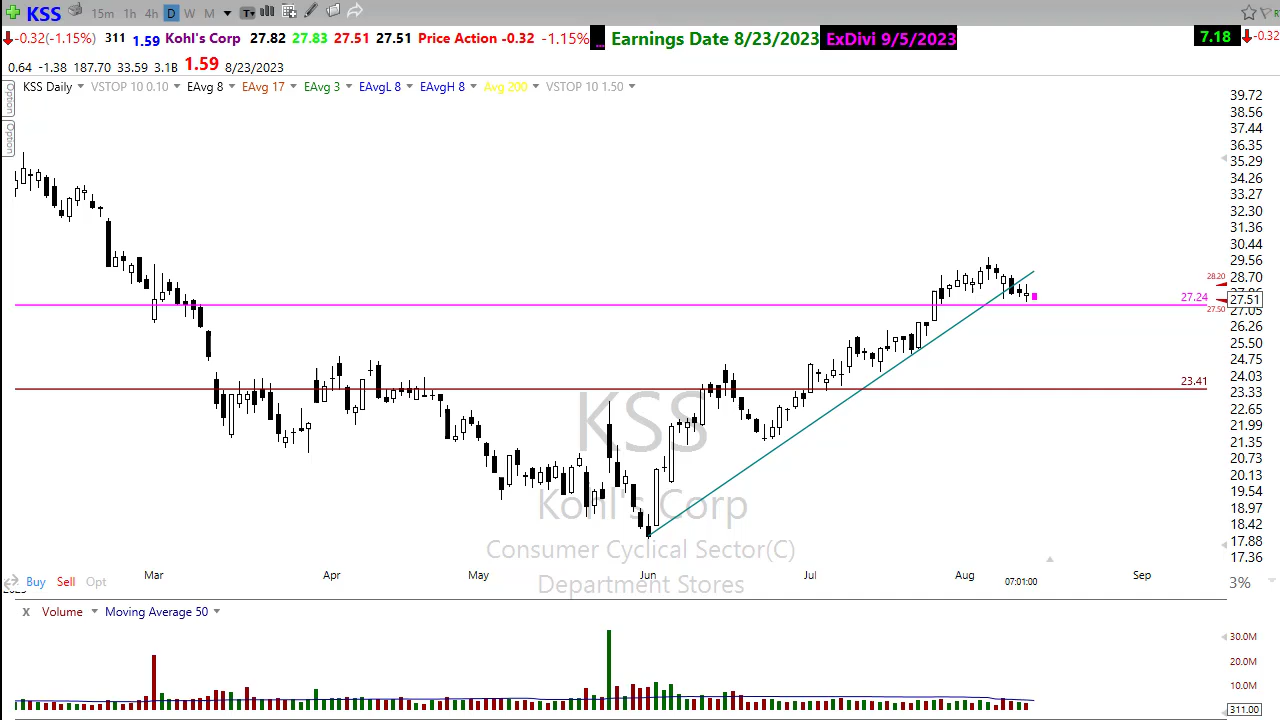 KSS 15m 1h 4h D W M T
-0.32(-1.15%) 311 1.59 Kohl's Corp 27.82 27.83 27.51 27.51 Price Action -0.32 -1.15% ... Earnings Date 8/23/2023 ExDivi 9/5/2023 7.18 -0.32
0.64 -1.38 187.70 33.59 3.1B 1.59 8/23/2023
KSS Daily VSTOP 10 0.10 EAvg 8 EAvg 17 EAvg 3 EAvgL 8 EAvgH 8 Avg 200 VSTOP 10 1.50
Option
Option
39.72
38.56
37.44
36.35
35.29
34.26
33.27
32.30
31.36
30.44
29.56
28.20 28.70
27.24
27.51
27.50 27.05
26.26
25.50
24.75
24.03
23.41
23.33
22.65
21.99
21.35
20.73
20.13
19.54
18.97
18.42
17.88
17.36
KSS
Kohl's Corp
Consumer Cyclical Sector(C)
Department Stores
Mar Apr May Jun Jul Aug Sep
Buy Sell Opt 07:01:00 3%
X Volume Moving Average 50
30.0M
20.0M
10.0M
311.00